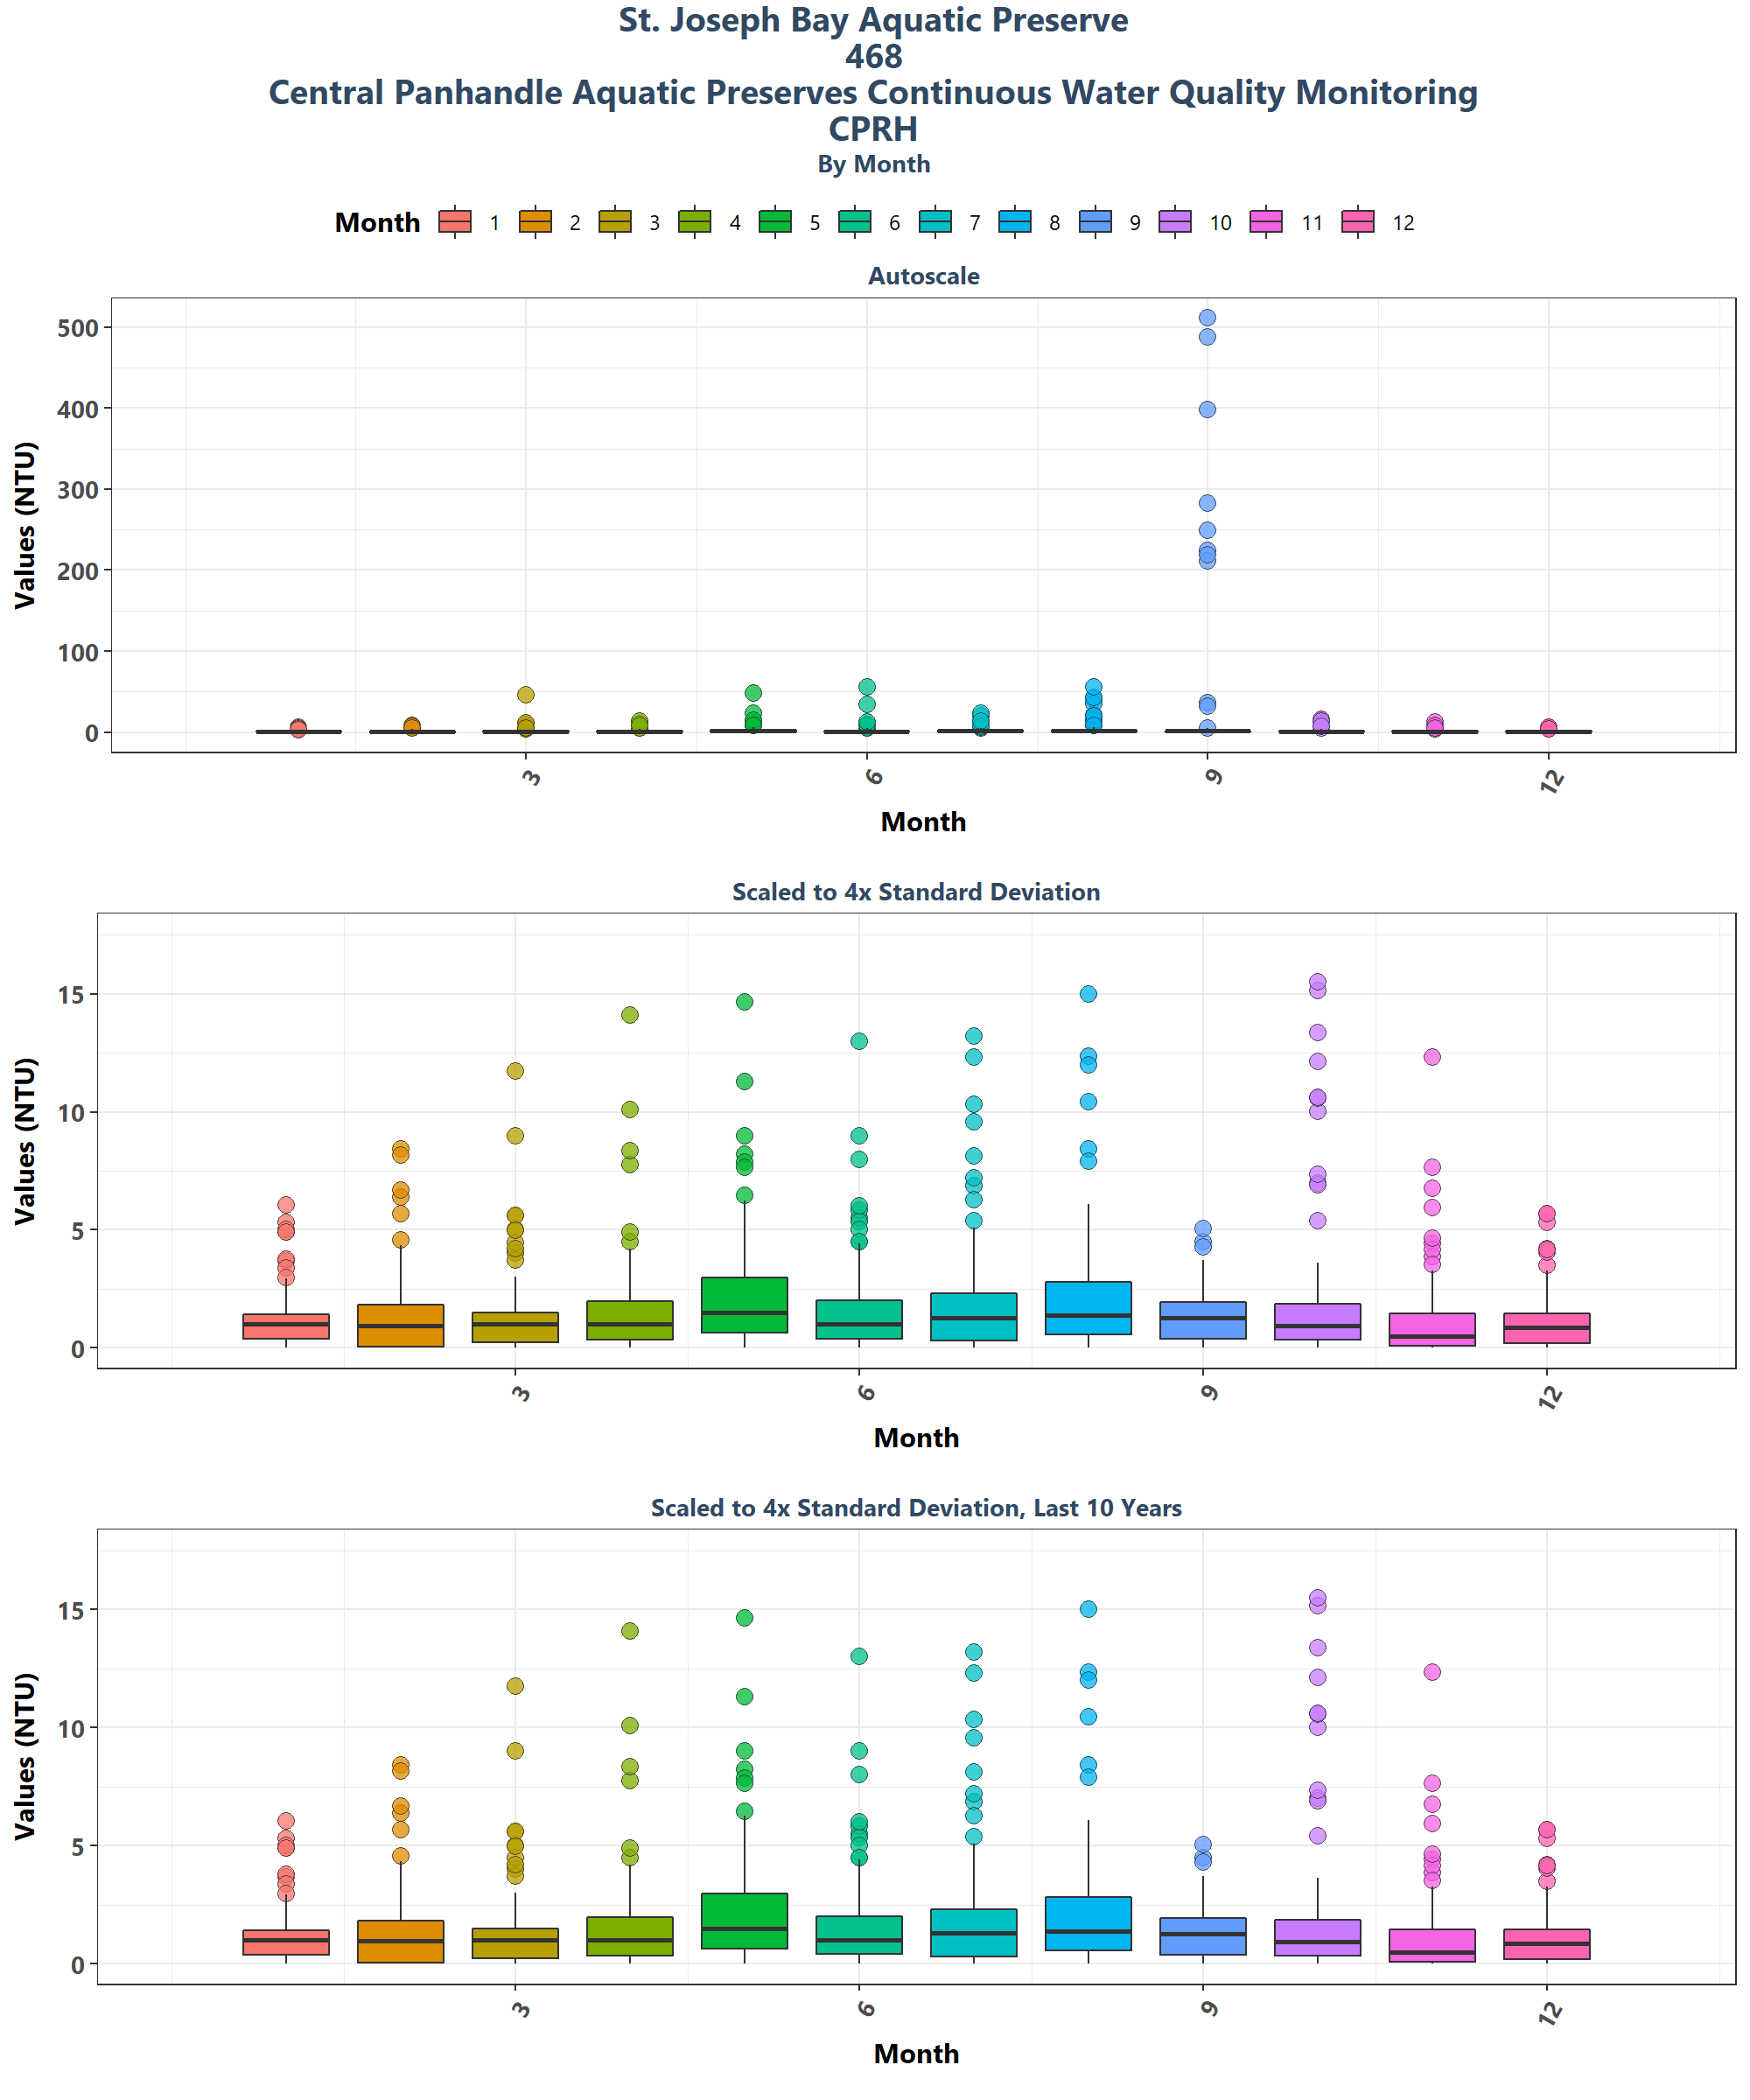 St. Joseph Bay Aquatic Preserve
468
Central Panhandle Aquatic Preserves Continuous Water Quality Monitoring
CPRH
By Month
Month 1 2 3 4 5 6 7 8 9 10 11 12
Autoscale
Values (NTU)
500
400
300
200
100
0
3 6 9 12
Month
Scaled to 4x Standard Deviation
Values (NTU)
15
10
5
0
3 6 9 12
Month
Scaled to 4x Standard Deviation, Last 10 Years
Values (NTU)
15
10
5
0
3 6 9 12
Month